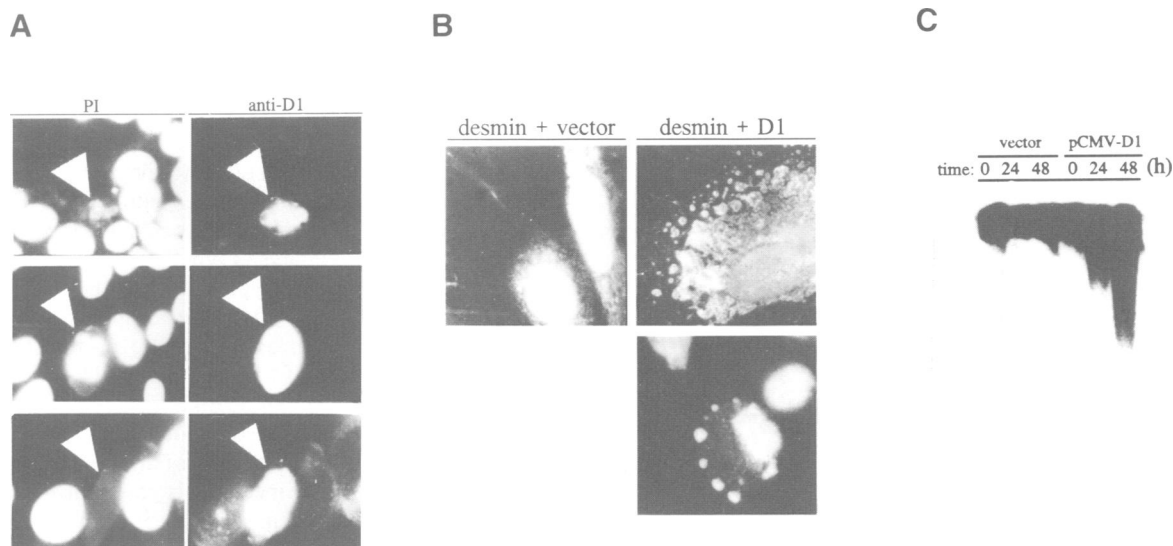 A
B
C
PI anti-D1
desmin + vector desmin + D1
vector pCMV-D1
time: 0 24 48 0 24 48 (h)